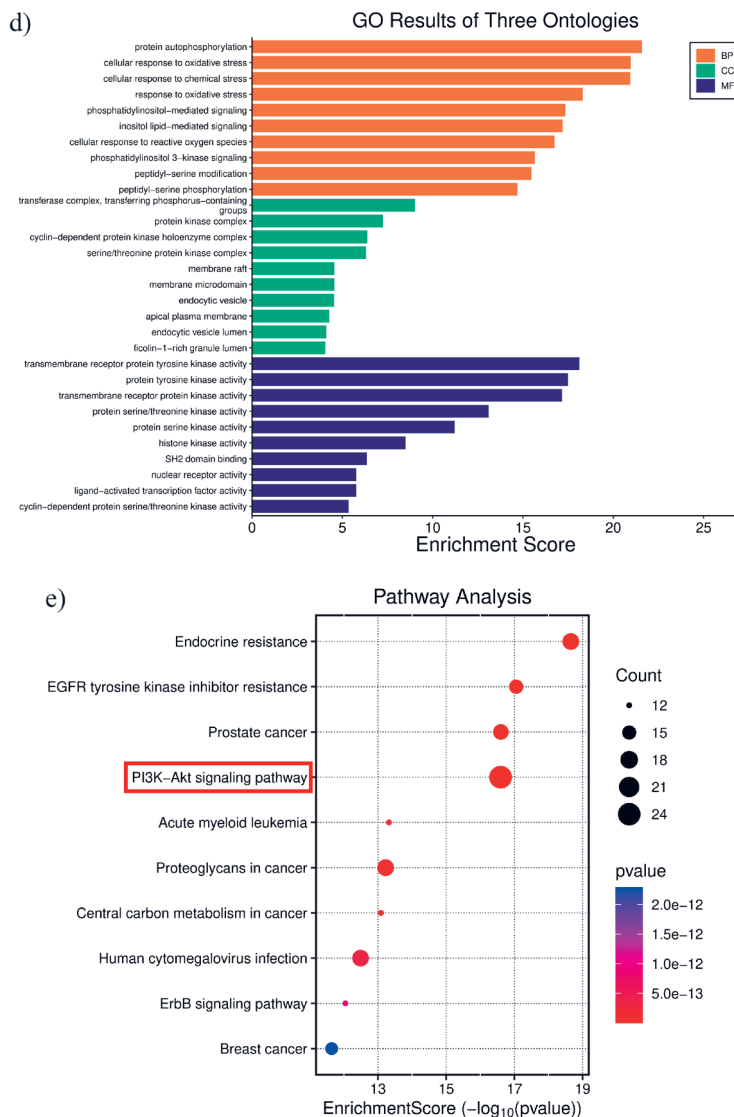 d)
GO Results of Three Ontologies
protein autophosphorylation
cellular response to oxidative stress
cellular response to chemical stress
response to oxidative stress
phosphatidylinositol−mediated signaling
inositol lipid−mediated signaling
cellular response to reactive oxygen species
phosphatidylinositol 3−kinase signaling
peptidyl−serine modification
peptidyl−serine phosphorylation
transferase complex, transferring phosphorus−containing
groups
protein kinase complex
cyclin−dependent protein kinase holoenzyme complex
serine/threonine protein kinase complex
membrane raft
membrane microdomain
endocytic vesicle
apical plasma membrane
endocytic vesicle lumen
ficolin−1−rich granule lumen
transmembrane receptor protein tyrosine kinase activity
protein tyrosine kinase activity
transmembrane receptor protein kinase activity
protein serine/threonine kinase activity
protein serine kinase activity
histone kinase activity
SH2 domain binding
nuclear receptor activity
ligand−activated transcription factor activity
cyclin−dependent protein serine/threonine kinase activity
BP
CC
MF
0 5 10 15 20 25
Enrichment Score
e)
Pathway Analysis
Endocrine resistance
EGFR tyrosine kinase inhibitor resistance
Prostate cancer
PI3K−Akt signaling pathway
Acute myeloid leukemia
Proteoglycans in cancer
Central carbon metabolism in cancer
Human cytomegalovirus infection
ErbB signaling pathway
Breast cancer
13 15 17 19
EnrichmentScore (−log10(pvalue))
Count
12
15
18
21
24
pvalue
2.0e−12
1.5e−12
1.0e−12
5.0e−13